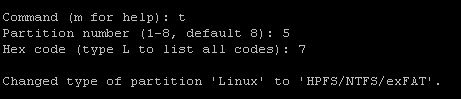 Command (m for help): t
Partition number (1-8, default 8): 5
Hex code (type L to list all codes): 7
Changed type of partition 'Linux' to 'HPFS/NTFS/exFAT'.